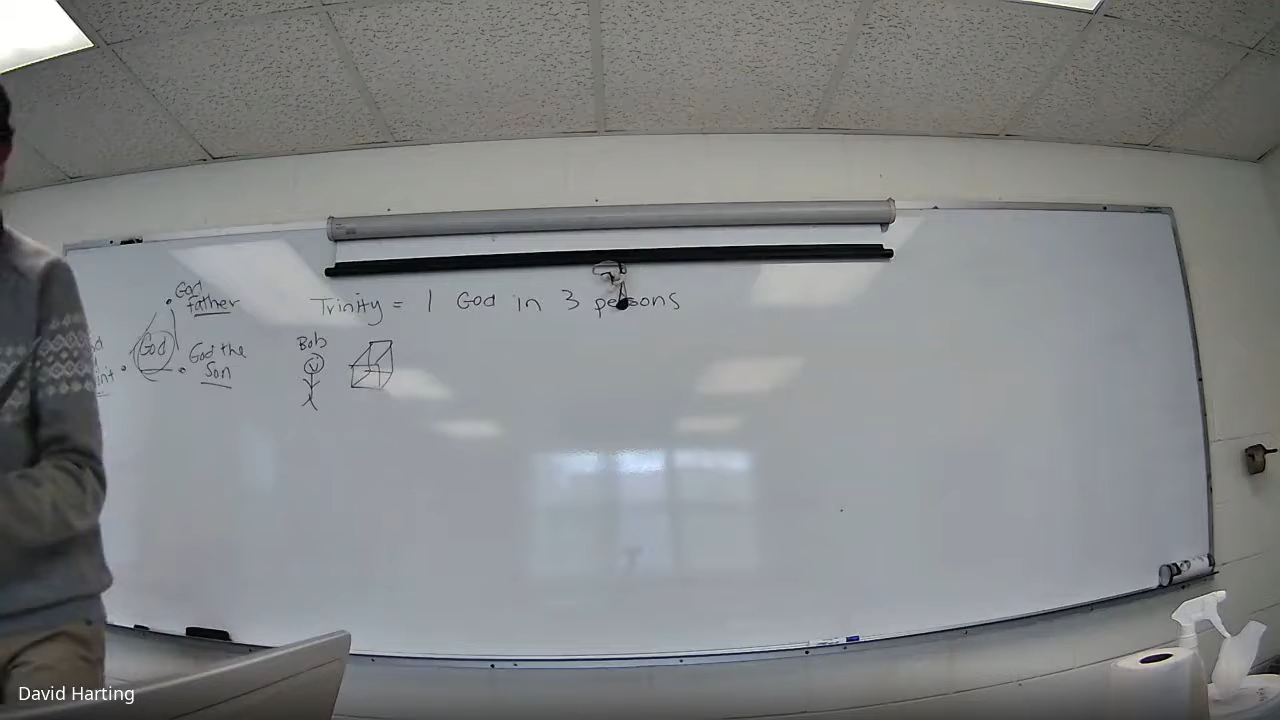 God
father
Trinity = 1 God in 3 persons
God
God the
Son
Bob
David Harting